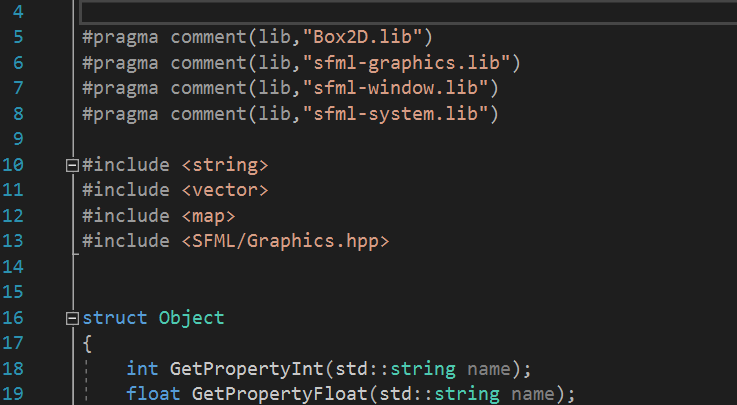 4
5 #pragma comment(lib,"Box2D.lib")
6 #pragma comment(lib,"sfml-graphics.lib")
7 #pragma comment(lib,"sfml-window.lib")
8 #pragma comment(lib,"sfml-system.lib")
9
10 #include <string>
11 #include <vector>
12 #include <map>
13 #include <SFML/Graphics.hpp>
14
15
16 struct Object
17 {
18 int GetPropertyInt(std::string name);
19 float GetPropertyFloat(std::string name);